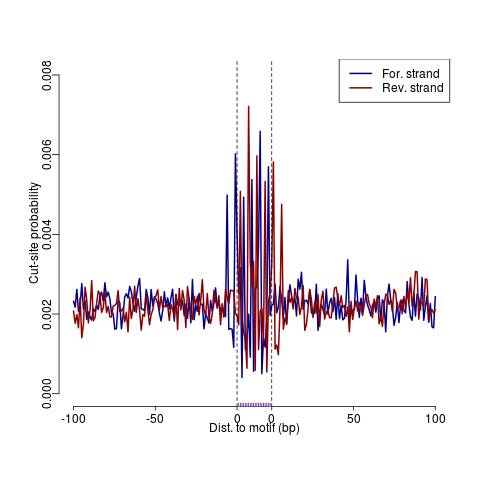 For. strand
Rev. strand
0.008
0.006
0.004
0.002
0.000
Cut-site probability
-100 -50 0 0 50 100
Dist. to motif (bp)